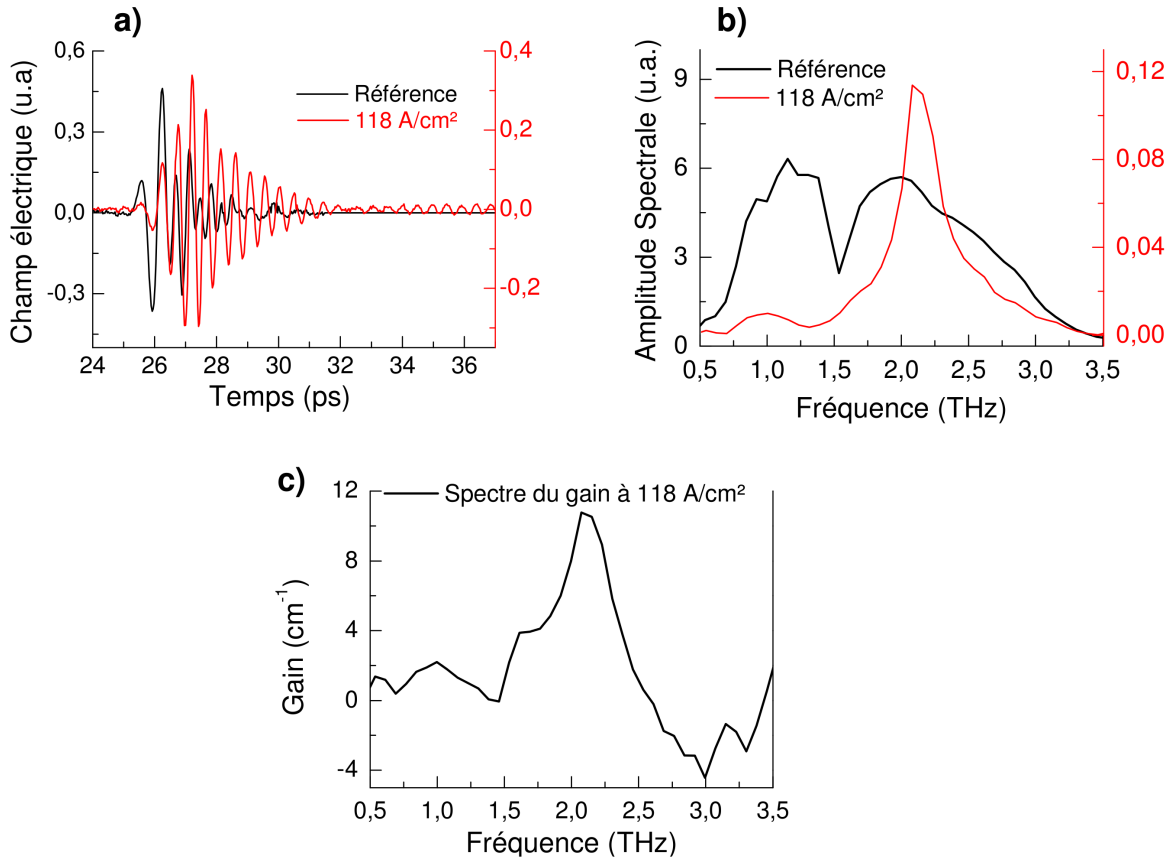 a)
0,6
0,3
0,0
-0,3
Champ électrique (u.a)
0,4
0,2
0,0
-0,2
Référence
118 A/cm²
24 26 28 30 32 34 36
Temps (ps)
b)
9
6
3
0
Amplitude Spectrale (u.a.)
0,12
0,08
0,04
0,00
Référence
118 A/cm²
0,5 1,0 1,5 2,0 2,5 3,0 3,5
Fréquence (THz)
c)
12
8
4
0
-4
Gain (cm⁻¹)
Spectre du gain à 118 A/cm²
0,5 1,0 1,5 2,0 2,5 3,0 3,5
Fréquence (THz)